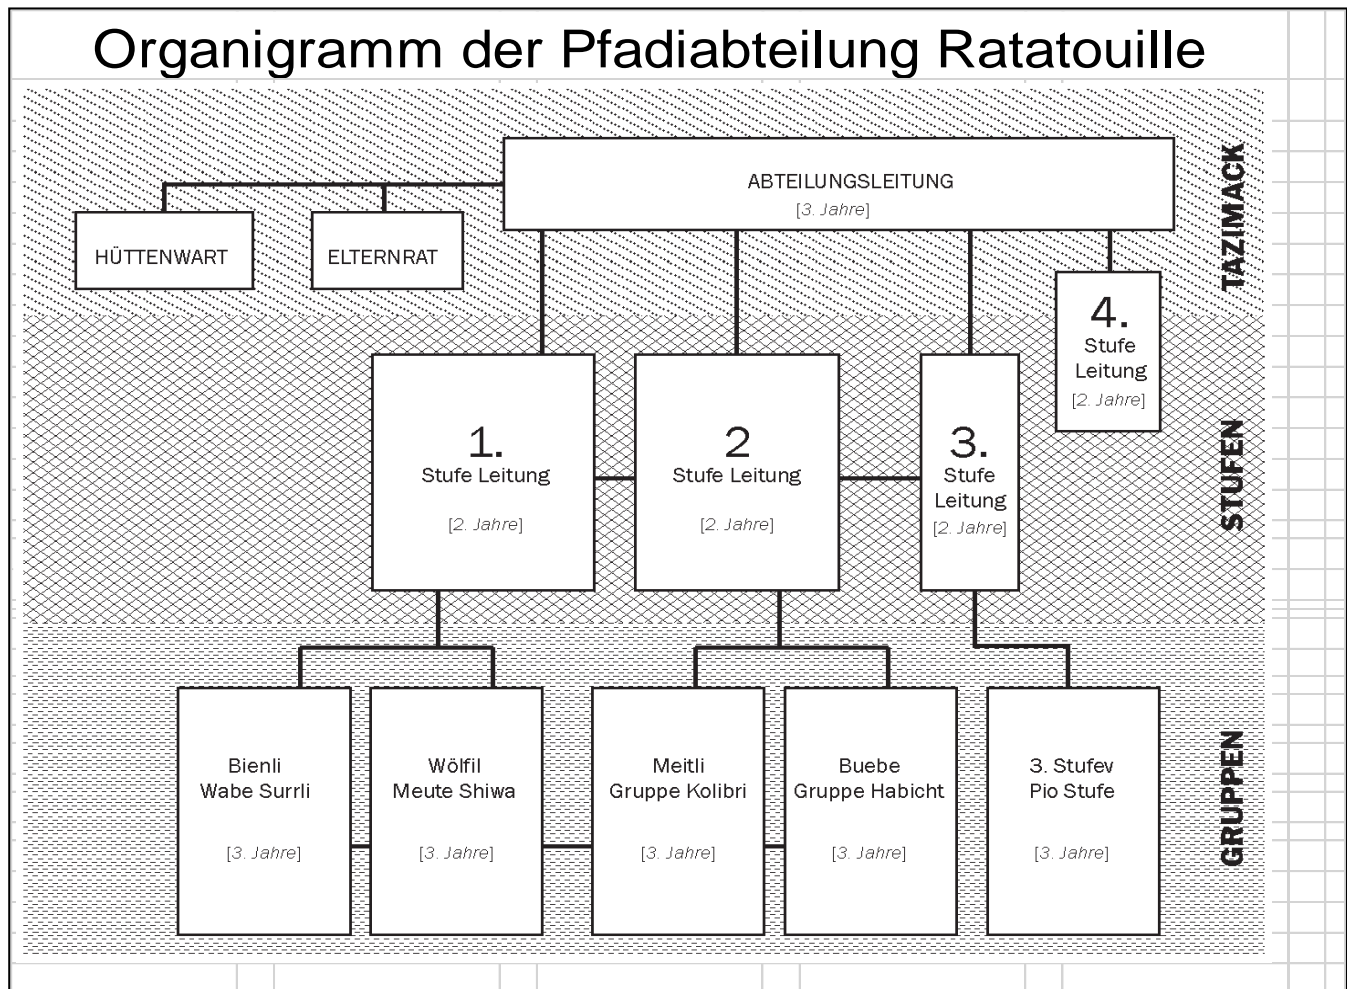 Organigramm der Pfadiabteilung Ratatouille
ABTEILUNGSLEITUNG
[3. Jahre]
HÜTTENWART
ELTERNRAT
TAZIMACK
4.
Stufe
Leitung
[2. Jahre]
1.
Stufe Leitung
[2. Jahre]
2
Stufe Leitung
[2. Jahre]
3.
Stufe
Leitung
[2. Jahre]
STUFEN
Bienli
Wabe Surrli
[3. Jahre]
Wölfil
Meute Shiwa
[3. Jahre]
Meitli
Gruppe Kolibri
[3. Jahre]
Buebe
Gruppe Habicht
[3. Jahre]
3. Stufev
Pio Stufe
[3. Jahre]
GRUPPEN